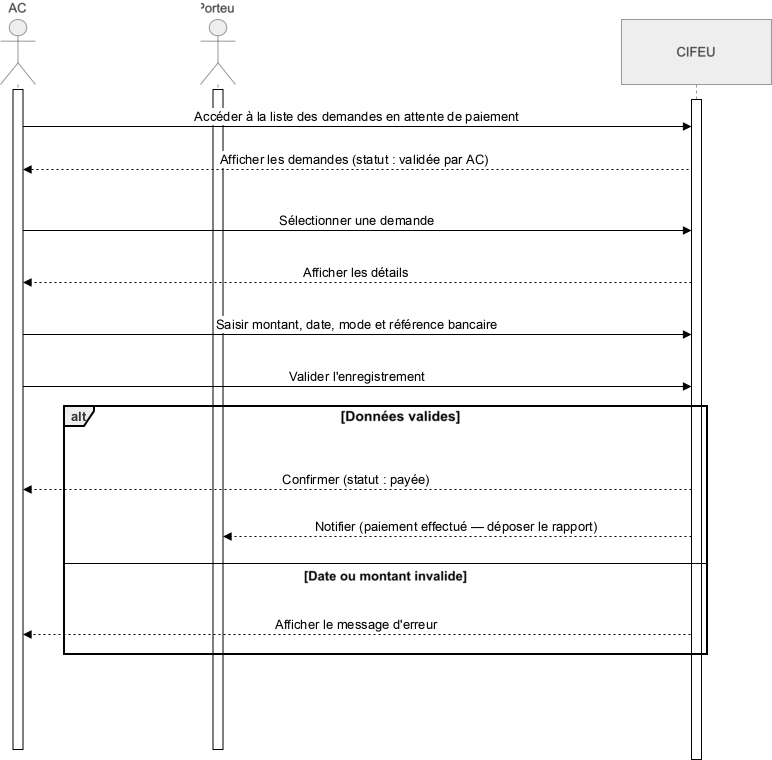 AC
Porteu
CIFEU
Accéder à la liste des demandes en attente de paiement
Afficher les demandes (statut : validée par AC)
Sélectionner une demande
Afficher les détails
Saisir montant, date, mode et référence bancaire
Valider l'enregistrement
alt
[Données valides]
Confirmer (statut : payée)
Notifier (paiement effectué — déposer le rapport)
[Date ou montant invalide]
Afficher le message d'erreur